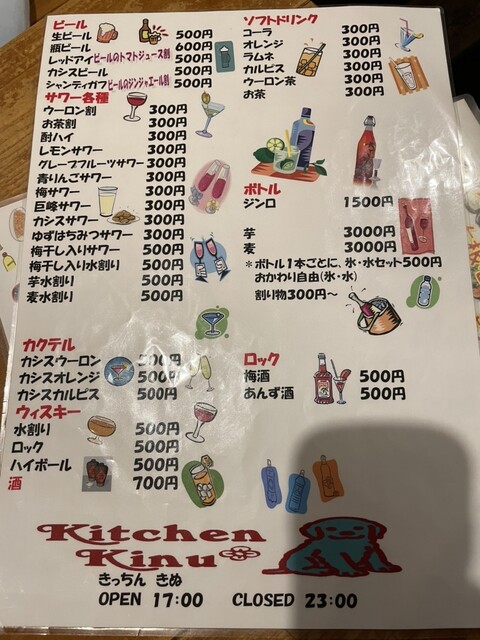 ビール
生ビール 500円
瓶ビール 600円
レッドアイ ビールのトマトジュース割 500円
カシスビール 500円
シャンディガフ ビールのジンジャエール割 500円
サワー各種
ウーロン割 300円
お茶割 300円
酎ハイ 300円
レモンサワー 300円
グレープフルーツサワー 300円
青りんごサワー 300円
梅サワー 300円
巨峰サワー 300円
カシスサワー 300円
ゆずはちみつサワー 300円
梅干し入りサワー 500円
梅干し入り水割り 500円
芋水割り 500円
麦水割り 500円
カクテル
カシスウーロン 500円
カシスオレンジ 500円
カシスカルピス 500円
ウィスキー
水割り 500円
ロック 500円
ハイボール 500円
酒 700円
ソフトドリンク
コーラ 300円
オレンジ 300円
ラムネ 300円
カルピス 300円
ウーロン茶 300円
お茶 300円
ボトル
ジンロ 1500円
芋 3000円
麦 3000円
*ボトル1本ごとに、氷・水セット500円
おかわり自由(氷・水)
割り物300円~
ロック
梅酒 500円
あんず酒 500円
Kitchen
Kinu
きっちん きぬ
OPEN 17:00 CLOSED 23:00